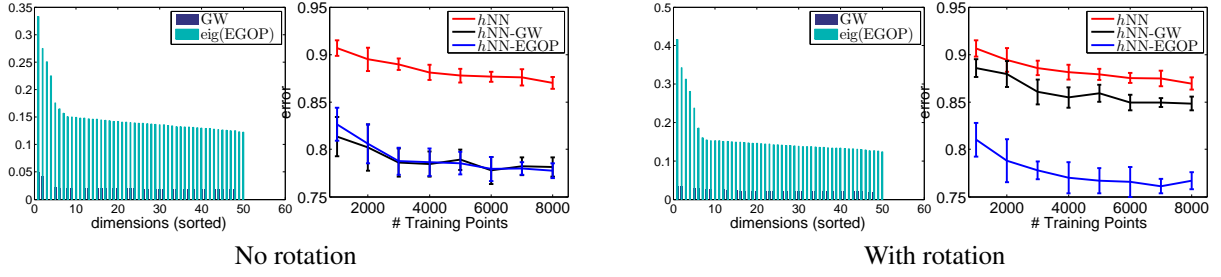 GW
eig(EGOP)
0.35
0.3
0.25
0.2
0.15
0.1
0.05
0
0 10 20 30 40 50 60
dimensions (sorted)
hNN
hNN-GW
hNN-EGOP
0.9
0.85
0.8
0.75
error
2000 4000 6000 8000
# Training Points
No rotation
GW
eig(EGOP)
0.5
0.4
0.3
0.2
0.1
0
0 10 20 30 40 50 60
dimensions (sorted)
hNN
hNN-GW
hNN-EGOP
0.95
0.9
0.85
0.8
0.75
error
2000 4000 6000 8000
# Training Points
With rotation